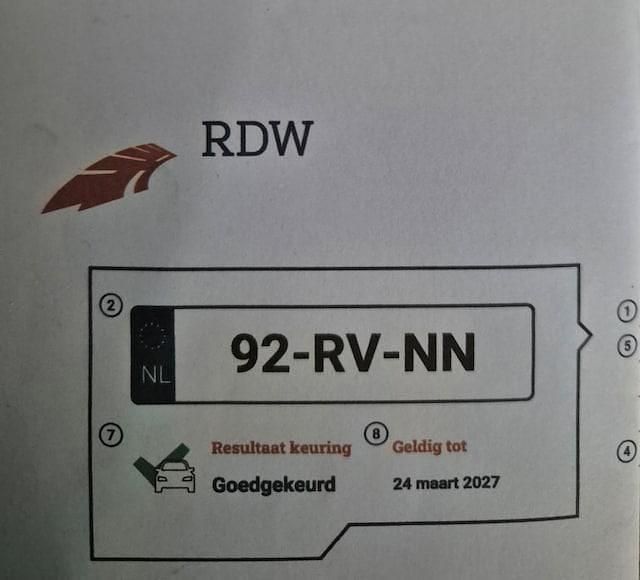 RDW
2
1
NL 92-RV-NN
5
7 Resultaat keuring 8 Geldig tot
4
Goedgekeurd 24 maart 2027